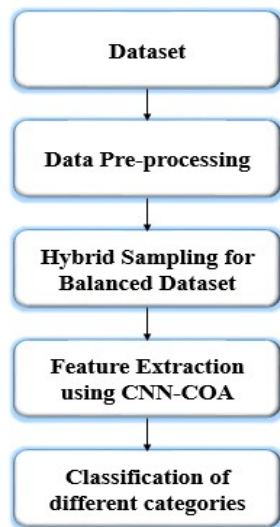 Dataset
Data Pre-processing
Hybrid Sampling for
Balanced Dataset
Feature Extraction
using CNN-COA
Classification of
different categories